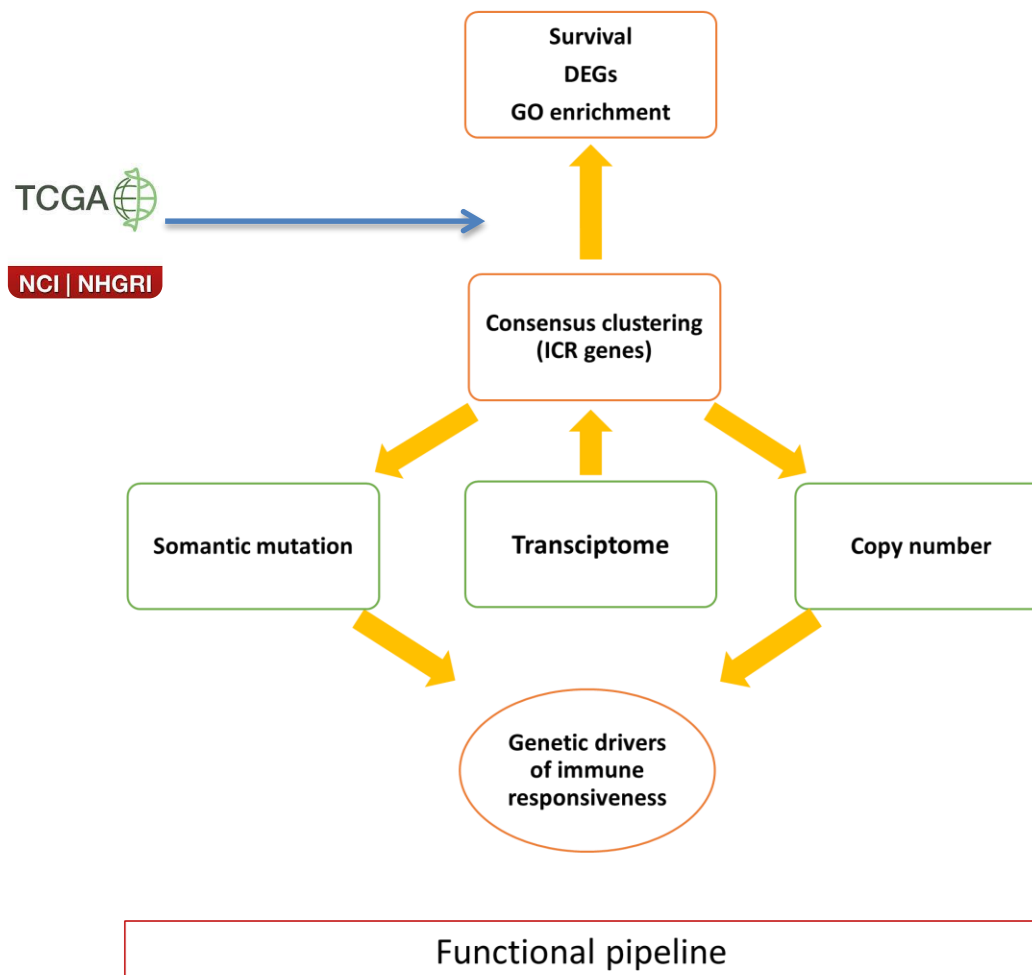 Survival
DEGs
GO enrichment
TCGA
NCI | NHGRI
Consensus clustering
(ICR genes)
Somantic mutation
Transciptome
Copy number
Genetic drivers
of immune
responsiveness
Functional pipeline